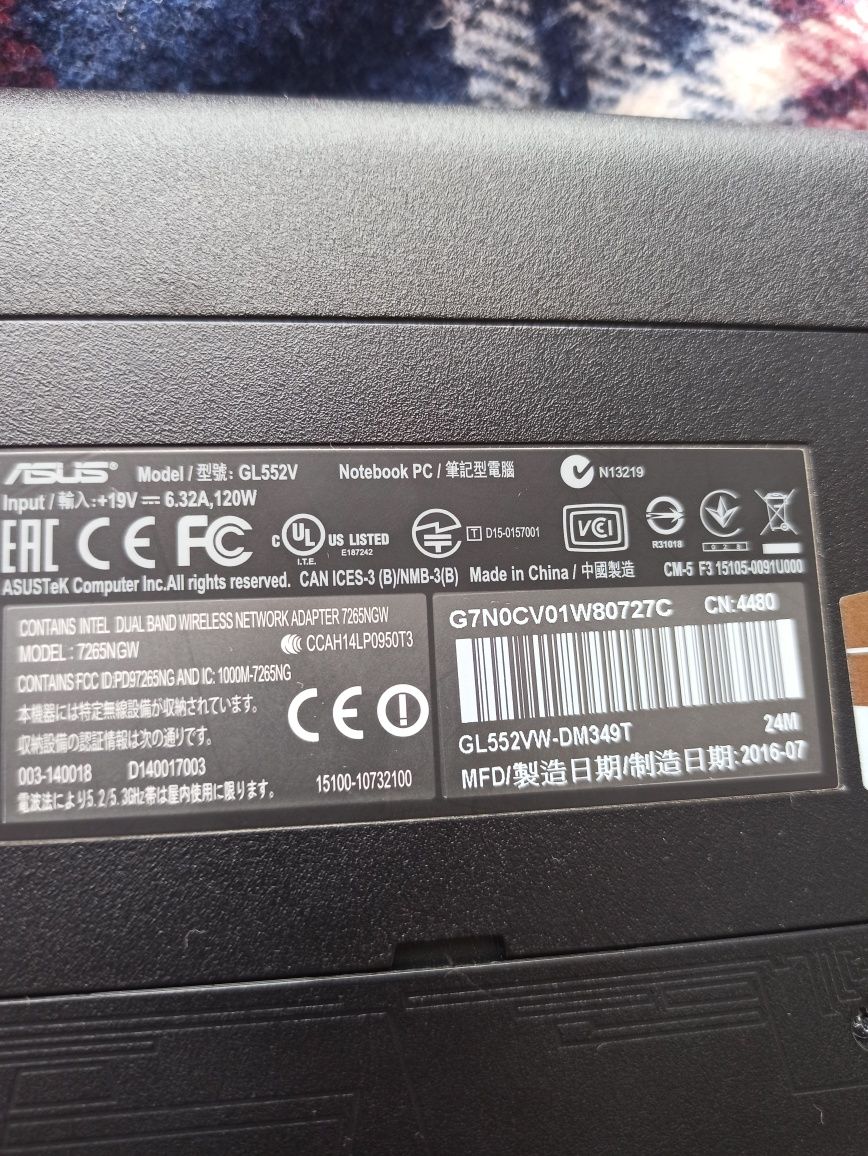 ASUS® Model / 型號: GL552V Notebook PC / 筆記型電腦 N13219
Input / 輸入.:+19V ⎓ 6.32A,120W
EAC CE FC c UL US LISTED T D15-0157001 VCI
I.T.E. E187242 R31018 028
ASUSTeK Computer Inc.All rights reserved. CAN ICES-3 (B)/NMB-3(B) Made in China / 中國製造 CM-5 F3 15105-0091U000
CONTAINS INTEL DUAL BAND WIRELESS NETWORK ADAPTER 7265NGW
MODEL : 7265NGW CCAH14LP0950T3
CONTAINS FCC ID:PD97265NG AND IC: 1000M-7265NG
本機器には特定無線設備が収納されています。
収納設備の認証情報は次の通りです。
CE
003-140018 D140017003
15100-10732100
電波法により5.2/5.3GHz帯は屋内使用に限ります。
G7N0CV01W80727C CN:4480
GL552VW-DM349T 24M
MFD/製造日期/制造日期:2016-07